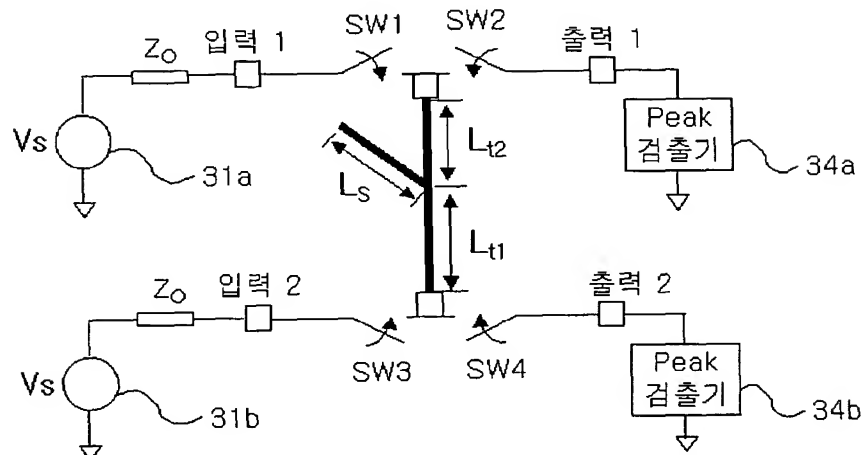 SW1
SW2
입력 1
출력 1
Zo
Vs
31a
Peak
검출기
34a
Lt2
Ls
Lt1
입력 2
출력 2
Zo
SW3
SW4
Vs
31b
Peak
검출기
34b